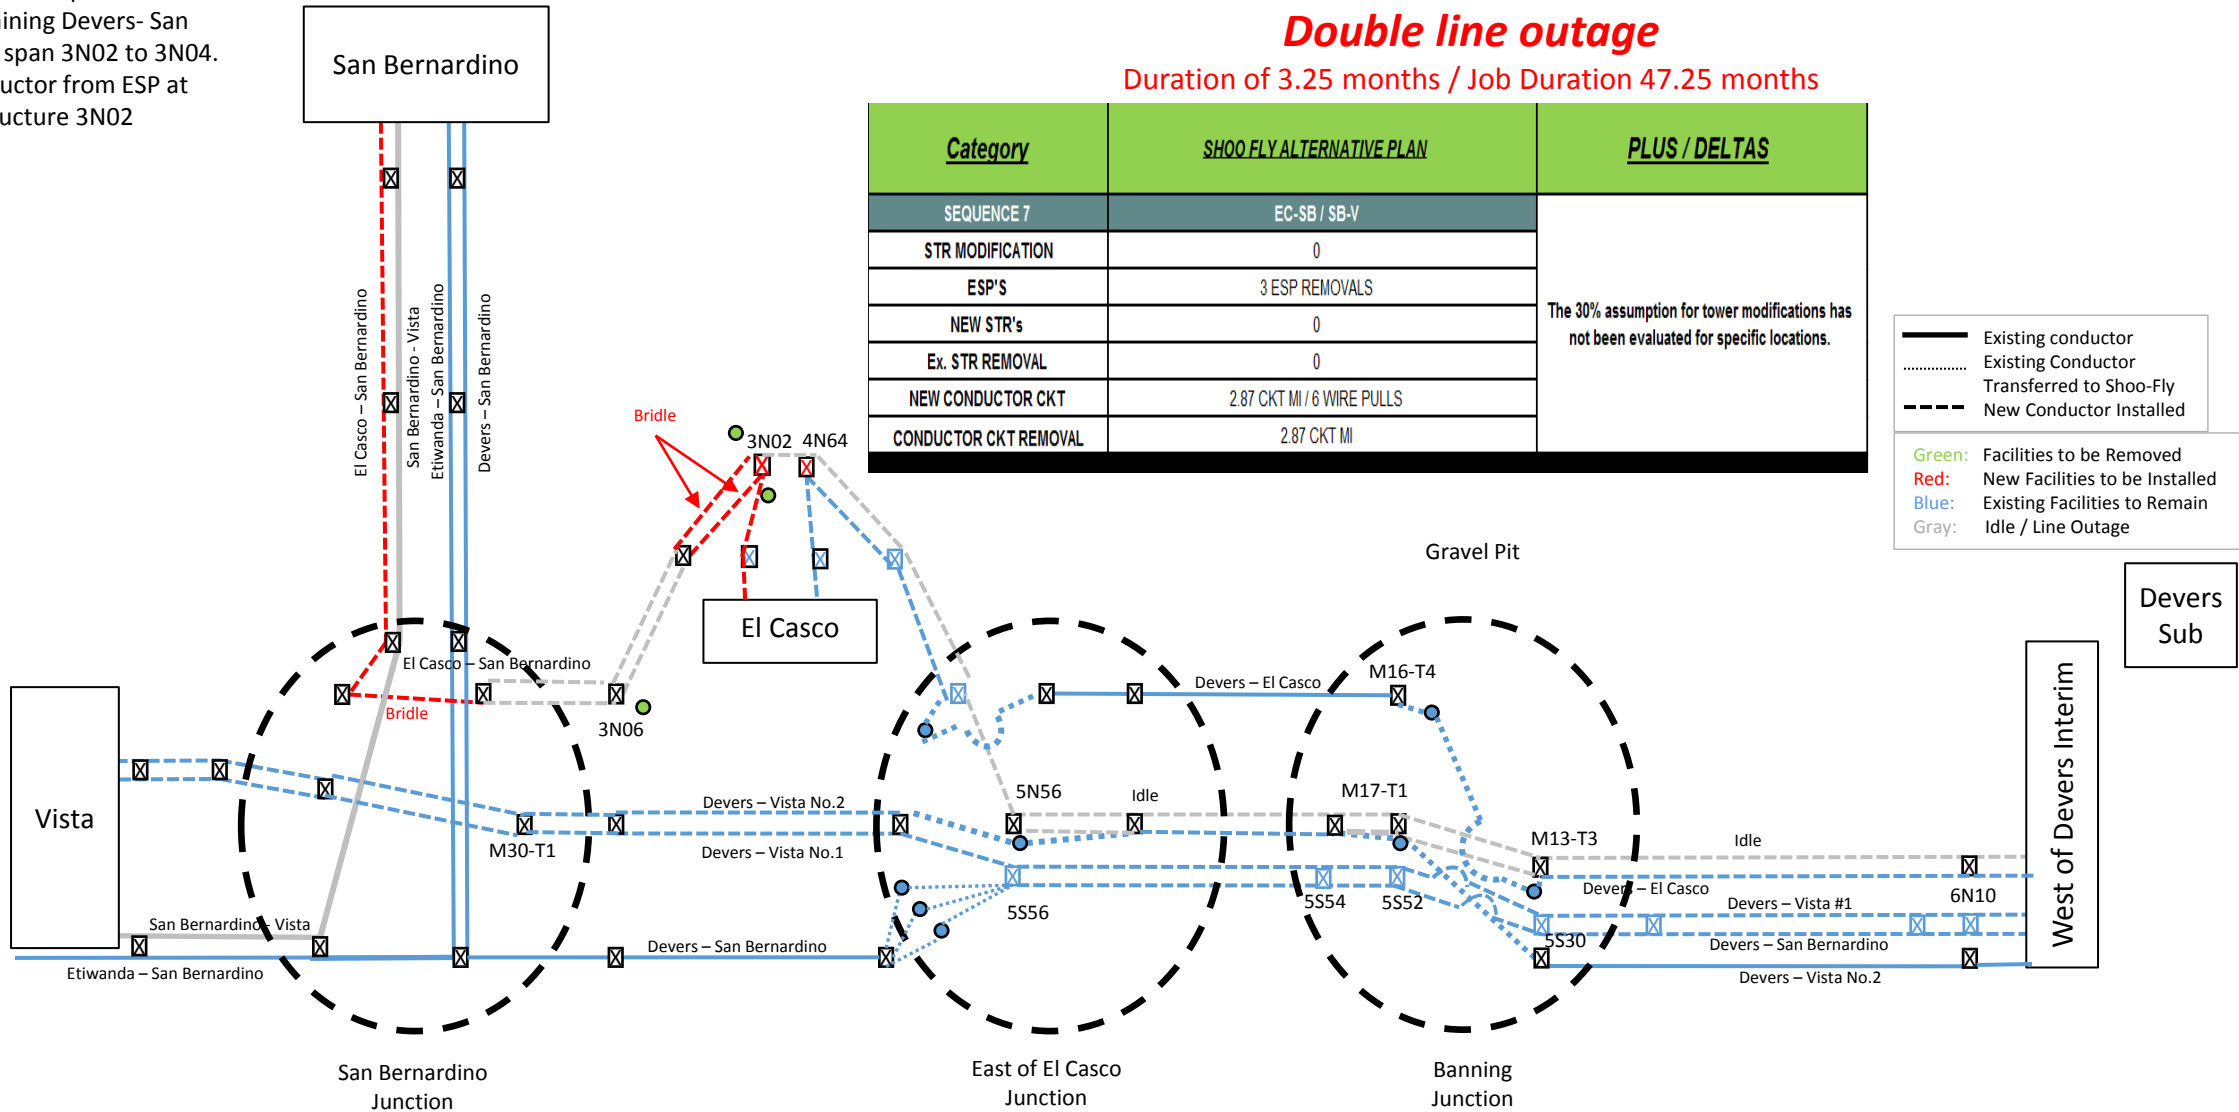 aining Devers- San
span 3N02 to 3N04.
uctor from ESP at
ucture 3N02
San Bernardino
Double line outage
Duration of 3.25 months / Job Duration 47.25 months
Category
SHOO FLY ALTERNATIVE PLAN
PLUS / DELTAS
SEQUENCE 7
EC-SB / SB-V
STR MODIFICATION
0
ESP'S
3 ESP REMOVALS
NEW STR's
0
Ex. STR REMOVAL
0
NEW CONDUCTOR CKT
2.87 CKT MI / 6 WIRE PULLS
CONDUCTOR CKT REMOVAL
2.87 CKT MI
The 30% assumption for tower modifications has
not been evaluated for specific locations.
Existing conductor
Existing Conductor
Transferred to Shoo-Fly
New Conductor Installed
Green: Facilities to be Removed
Red: New Facilities to be Installed
Blue: Existing Facilities to Remain
Gray: Idle / Line Outage
El Casco – San Bernardino
San Bernardino - Vista
Etiwanda – San Bernardino
Devers – San Bernardino
Bridle
3N02
4N64
El Casco
Gravel Pit
Devers
Sub
El Casco – San Bernardino
Bridle
3N06
Devers – El Casco
M16-T4
Vista
M30-T1
Devers – Vista No.2
Devers – Vista No.1
5N56
Idle
M17-T1
M13-T3
Idle
Devers – El Casco
6N10
5S56
5S54
5S52
Devers – Vista #1
5S30
Devers – San Bernardino
Devers – Vista No.2
West of Devers Interim
San Bernardino - Vista
Etiwanda – San Bernardino
Devers – San Bernardino
San Bernardino
Junction
East of El Casco
Junction
Banning
Junction